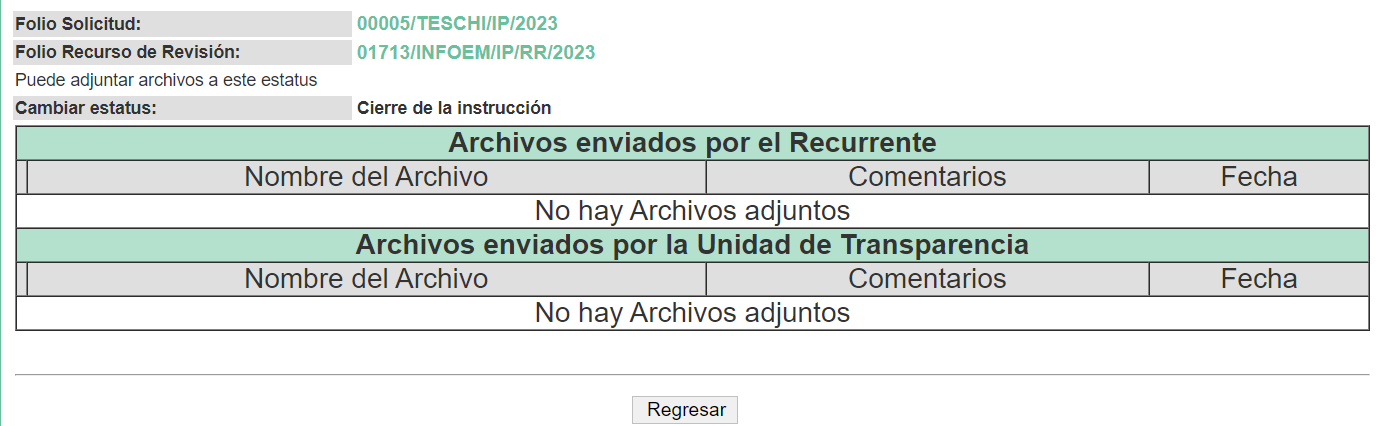 Folio Solicitud: 00005/TESCHI/IP/2023
Folio Recurso de Revisión: 01713/INFOEM/IP/RR/2023
Puede adjuntar archivos a este estatus
Cambiar estatus: Cierre de la instrucción
Archivos enviados por el Recurrente
Nombre del Archivo Comentarios Fecha
No hay Archivos adjuntos
Archivos enviados por la Unidad de Transparencia
Nombre del Archivo Comentarios Fecha
No hay Archivos adjuntos
Regresar